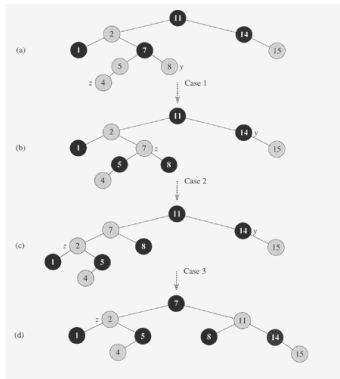 11
2 14
(a) 1 7 15
5 8 y
z 4 Case 1
11
2 14 y
(b) 1 7 z 15
5 8
4 Case 2
11
7 14 y
(c) z 2 8 15
1 5
4 Case 3
7
z 2 11
(d) 1 5 8 14
4 15